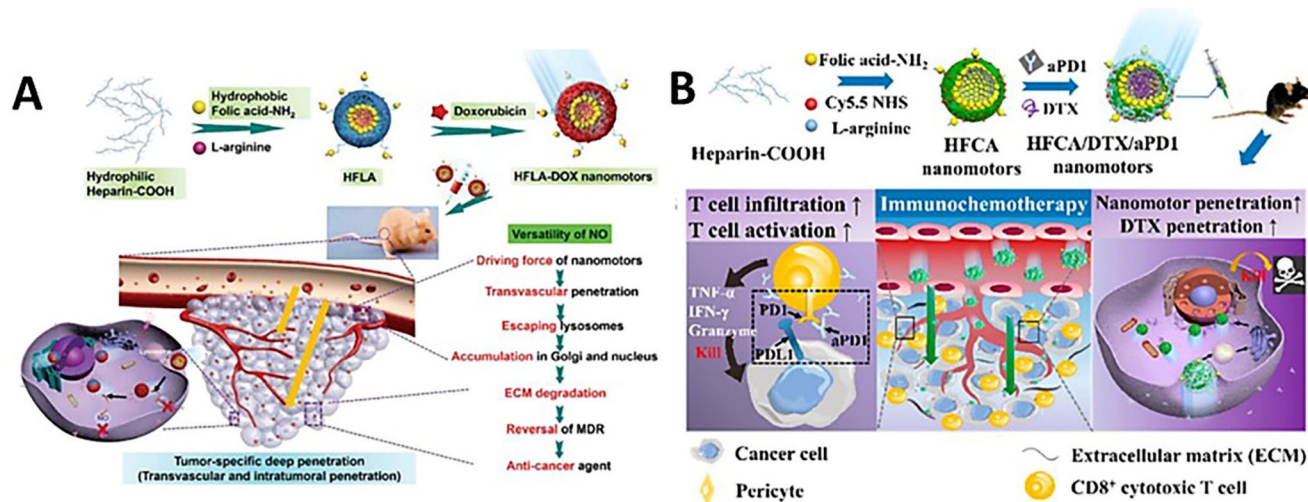 A
Hydrophobic
Folic acid-NH2
L-arginine
Doxorubicin
Hydrophilic
Heparin-COOH
HFLA
HFLA-DOX nanomotors
Versatility of NO
Driving force of nanomotors
Transvascular penetration
Escaping lysosomes
Accumulation in Golgi and nucleus
ECM degradation
Reversal of MDR
Anti-cancer agent
NO
Tumor-specific deep penetration
(Transvascular and intratumoral penetration)
B
Folic acid-NH2
Cy5.5 NHS
L-arginine
aPD1
DTX
Heparin-COOH
HFCA
nanomotors
HFCA/DTX/aPD1
nanomotors
T cell infiltration ↑
T cell activation ↑
Immunochemotherapy
Nanomotor penetration↑
DTX penetration ↑
TNF-α
IFN-γ
Granzyme
Kill
PD1
aPD1
PDL1
Kill
Cancer cell
Pericyte
Extracellular matrix (ECM)
CD8+ cytotoxic T cell